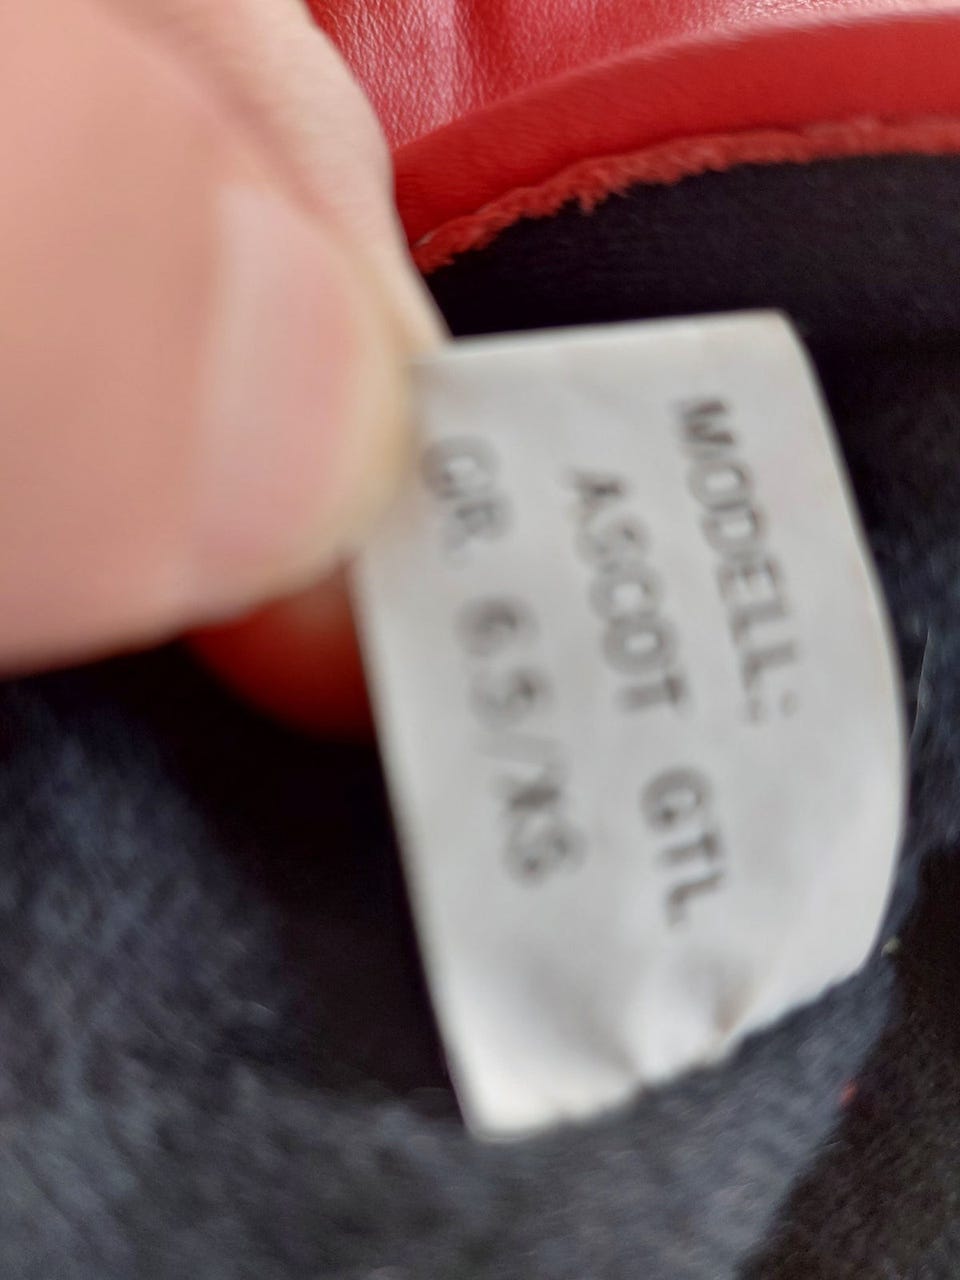 MODELL:
ASCOT GTL
GR 6.5/XS